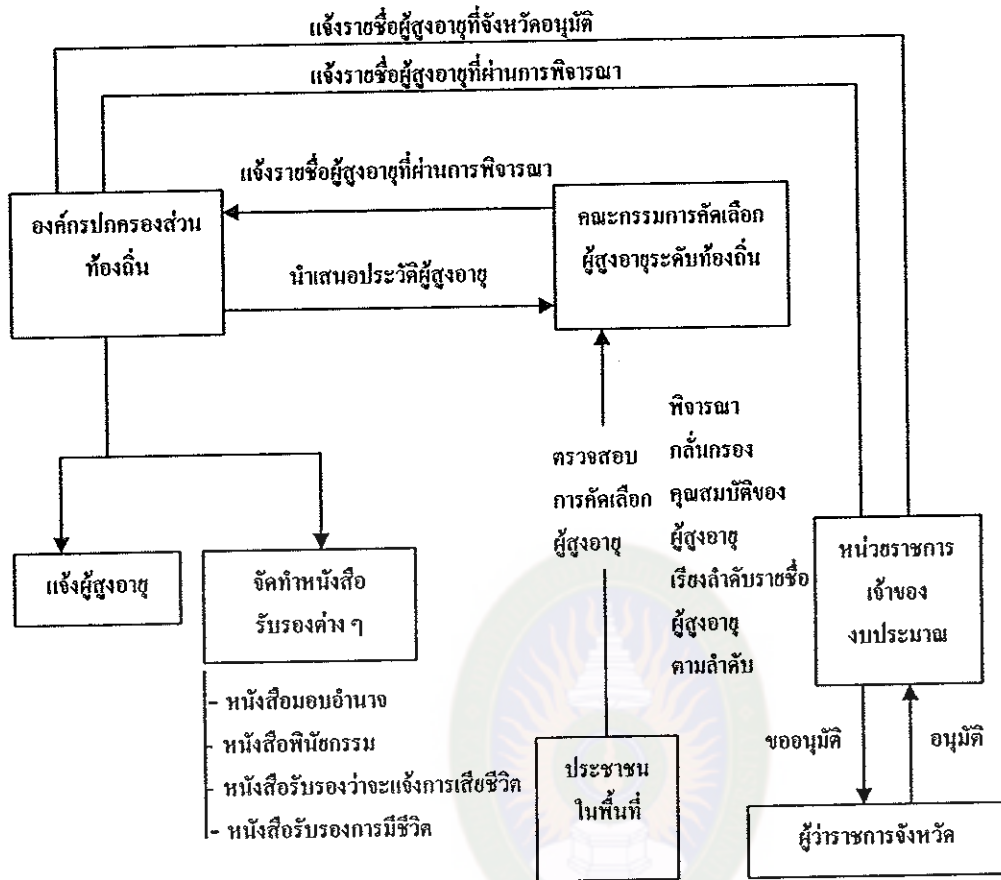 แจ้งรายชื่อผู้สูงอายุที่จังหวัดอนุมัติ
แจ้งรายชื่อผู้สูงอายุที่ผ่านการพิจารณา
แจ้งรายชื่อผู้สูงอายุที่ผ่านการพิจารณา
องค์กรปกครองส่วน
ท้องถิ่น
คณะกรรมการคัดเลือก
ผู้สูงอายุระดับท้องถิ่น
นำเสนอประวัติผู้สูงอายุ
ตรวจสอบ
การคัดเลือก
ผู้สูงอายุ
พิจารณา
กลั่นกรอง
คุณสมบัติของ
ผู้สูงอายุ
เรียงลำดับรายชื่อ
ผู้สูงอายุ
ตามลำดับ
หน่วยราชการ
เจ้าของ
งบประมาณ
แจ้งผู้สูงอายุ
จัดทำหนังสือ
รับรองต่าง ๆ
- หนังสือมอบอำนาจ
- หนังสือพินัยกรรม
- หนังสือรับรองว่าจะแจ้งการเสียชีวิต
- หนังสือรับรองการมีชีวิต
ประชาชน
ในพื้นที่
ขออนุมัติ
อนุมัติ
ผู้ว่าราชการจังหวัด